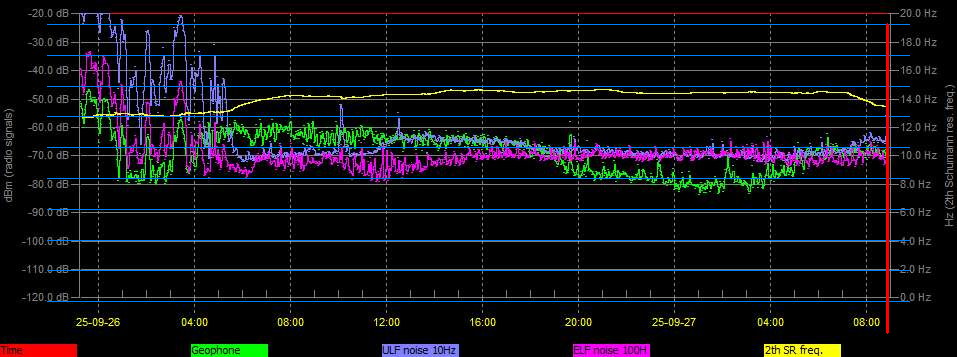 -20.0 dB 20.0 Hz
-30.0 dB 18.0 Hz
-40.0 dB 16.0 Hz
-50.0 dB 14.0 Hz
-60.0 dB 12.0 Hz
-70.0 dB 10.0 Hz
-80.0 dB 8.0 Hz
-90.0 dB 6.0 Hz
-100.0 dB 4.0 Hz
-110.0 dB 2.0 Hz
-120.0 dB 0.0 Hz
dBm (radio signals)
Hz (2th Schumann res. freq.)
25-09-26 04:00 08:00 12:00 16:00 20:00 25-09-27 04:00 08:00
Time Geophone ULF noise 10Hz ELF noise 100H 2th SR freq.